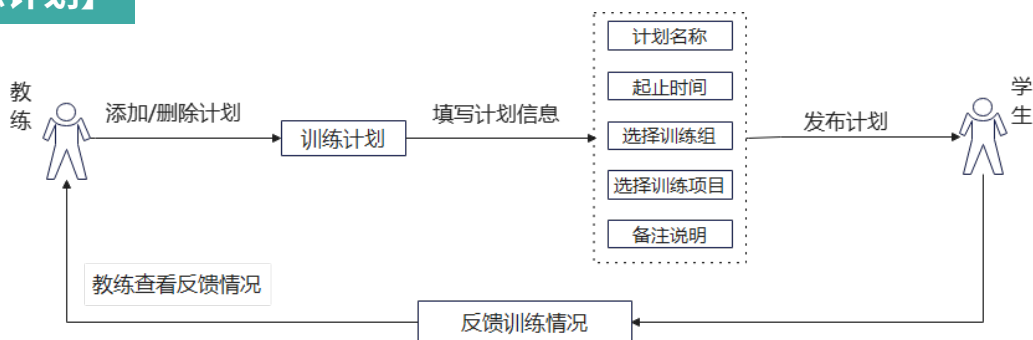 计划】
教练
添加/删除计划
训练计划
填写计划信息
计划名称
起止时间
选择训练组
选择训练项目
备注说明
发布计划
学生
教练查看反馈情况
反馈训练情况